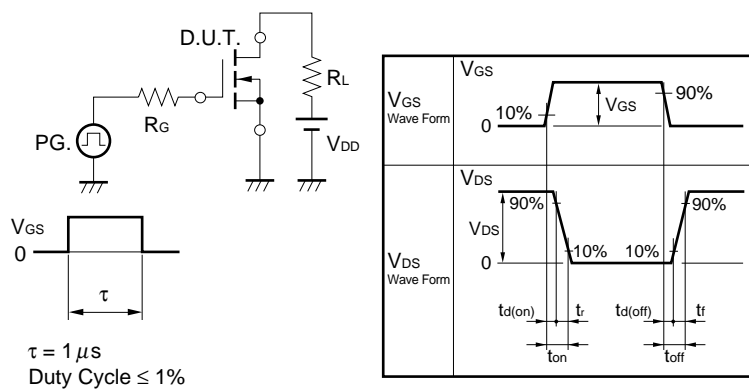 D.U.T.
RL
RG
PG.
VDD
VGS
0
τ
τ = 1 μs
Duty Cycle ≤ 1%
VGS
Wave Form
VGS
10%
VGS
90%
0
VDS
Wave Form
VDS
90%
VDS
90%
10%
10%
0
td(on)
tr
td(off)
tf
ton
toff